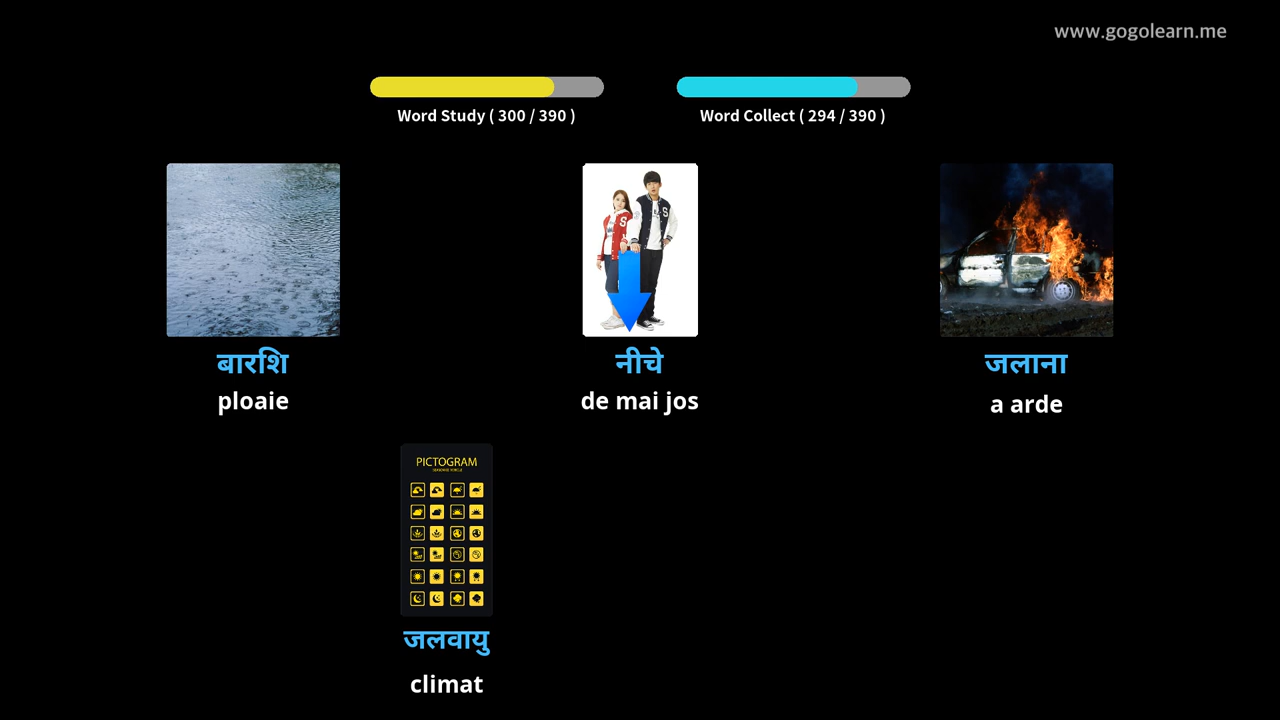 www.gogolearn.me
Word Study ( 300 / 390 )
Word Collect ( 294 / 390 )
बारिश
ploaie
नीचे
de mai jos
जलाना
a arde
PICTOGRAM
जलवायु
climat